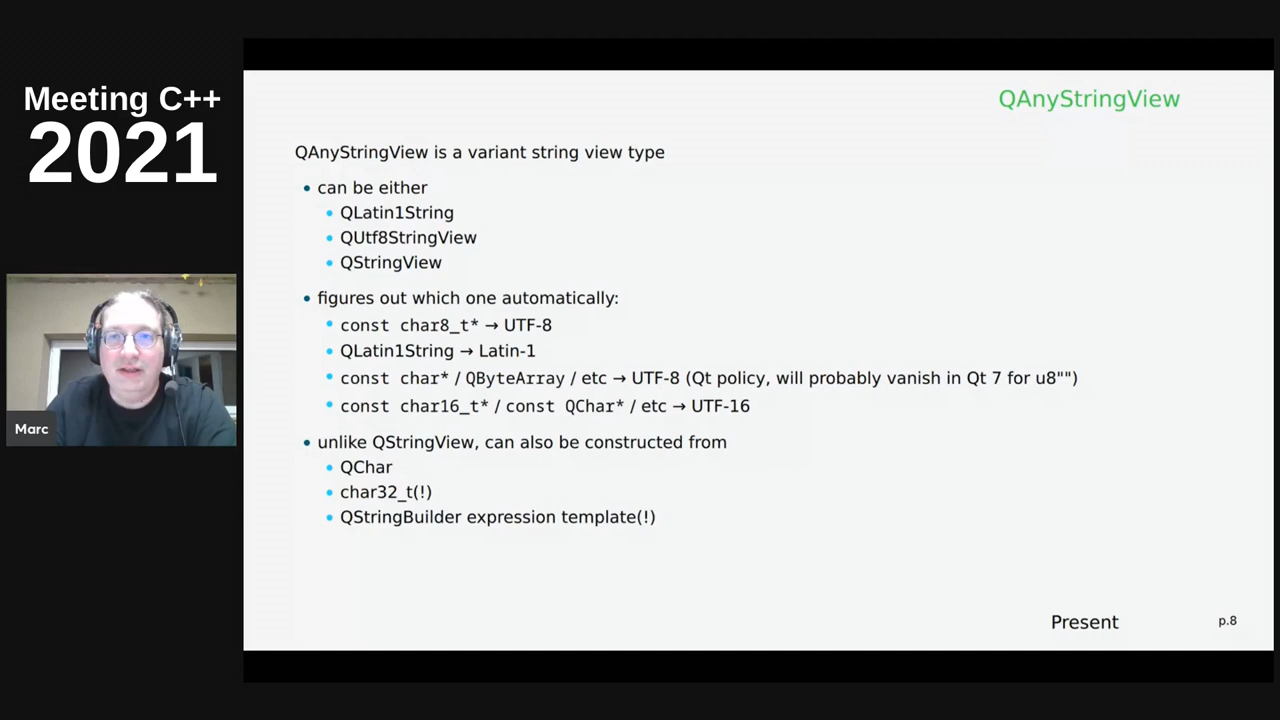 Meeting C++
2021
Marc
QAnyStringView
QAnyStringView is a variant string view type
• can be either
• QLatin1String
• QUtf8StringView
• QStringView
• figures out which one automatically:
• const char8_t* → UTF-8
• QLatin1String → Latin-1
• const char* / QByteArray / etc → UTF-8 (Qt policy, will probably vanish in Qt 7 for u8"")
• const char16_t* / const QChar* / etc → UTF-16
• unlike QStringView, can also be constructed from
• QChar
• char32_t(!)
• QStringBuilder expression template(!)
Present
p.8